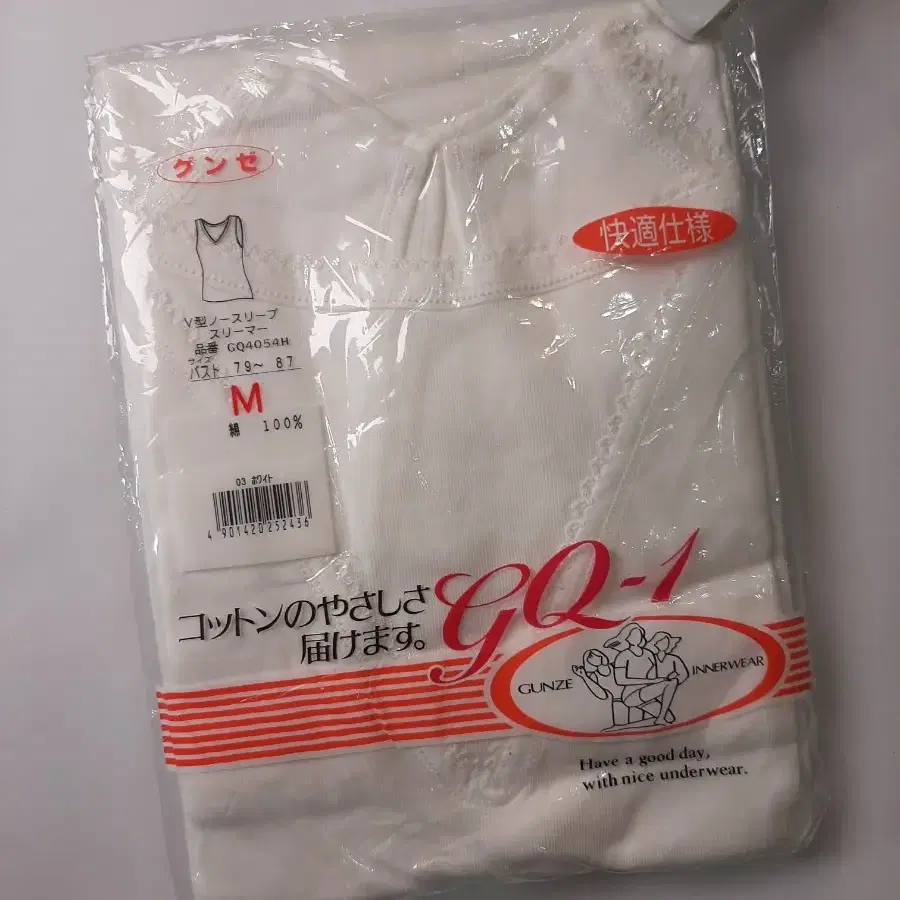 グンゼ
快適仕様
V型ノースリーブ
スリーマー
品番 GQ4054H
サイズ
バスト 79〜87
M
綿 100%
03 ホワイト
4 901420 252436
コットンのやさしさ
届けます。
GQ-1
GUNZE INNERWEAR
Have a good day,
with nice underwear.